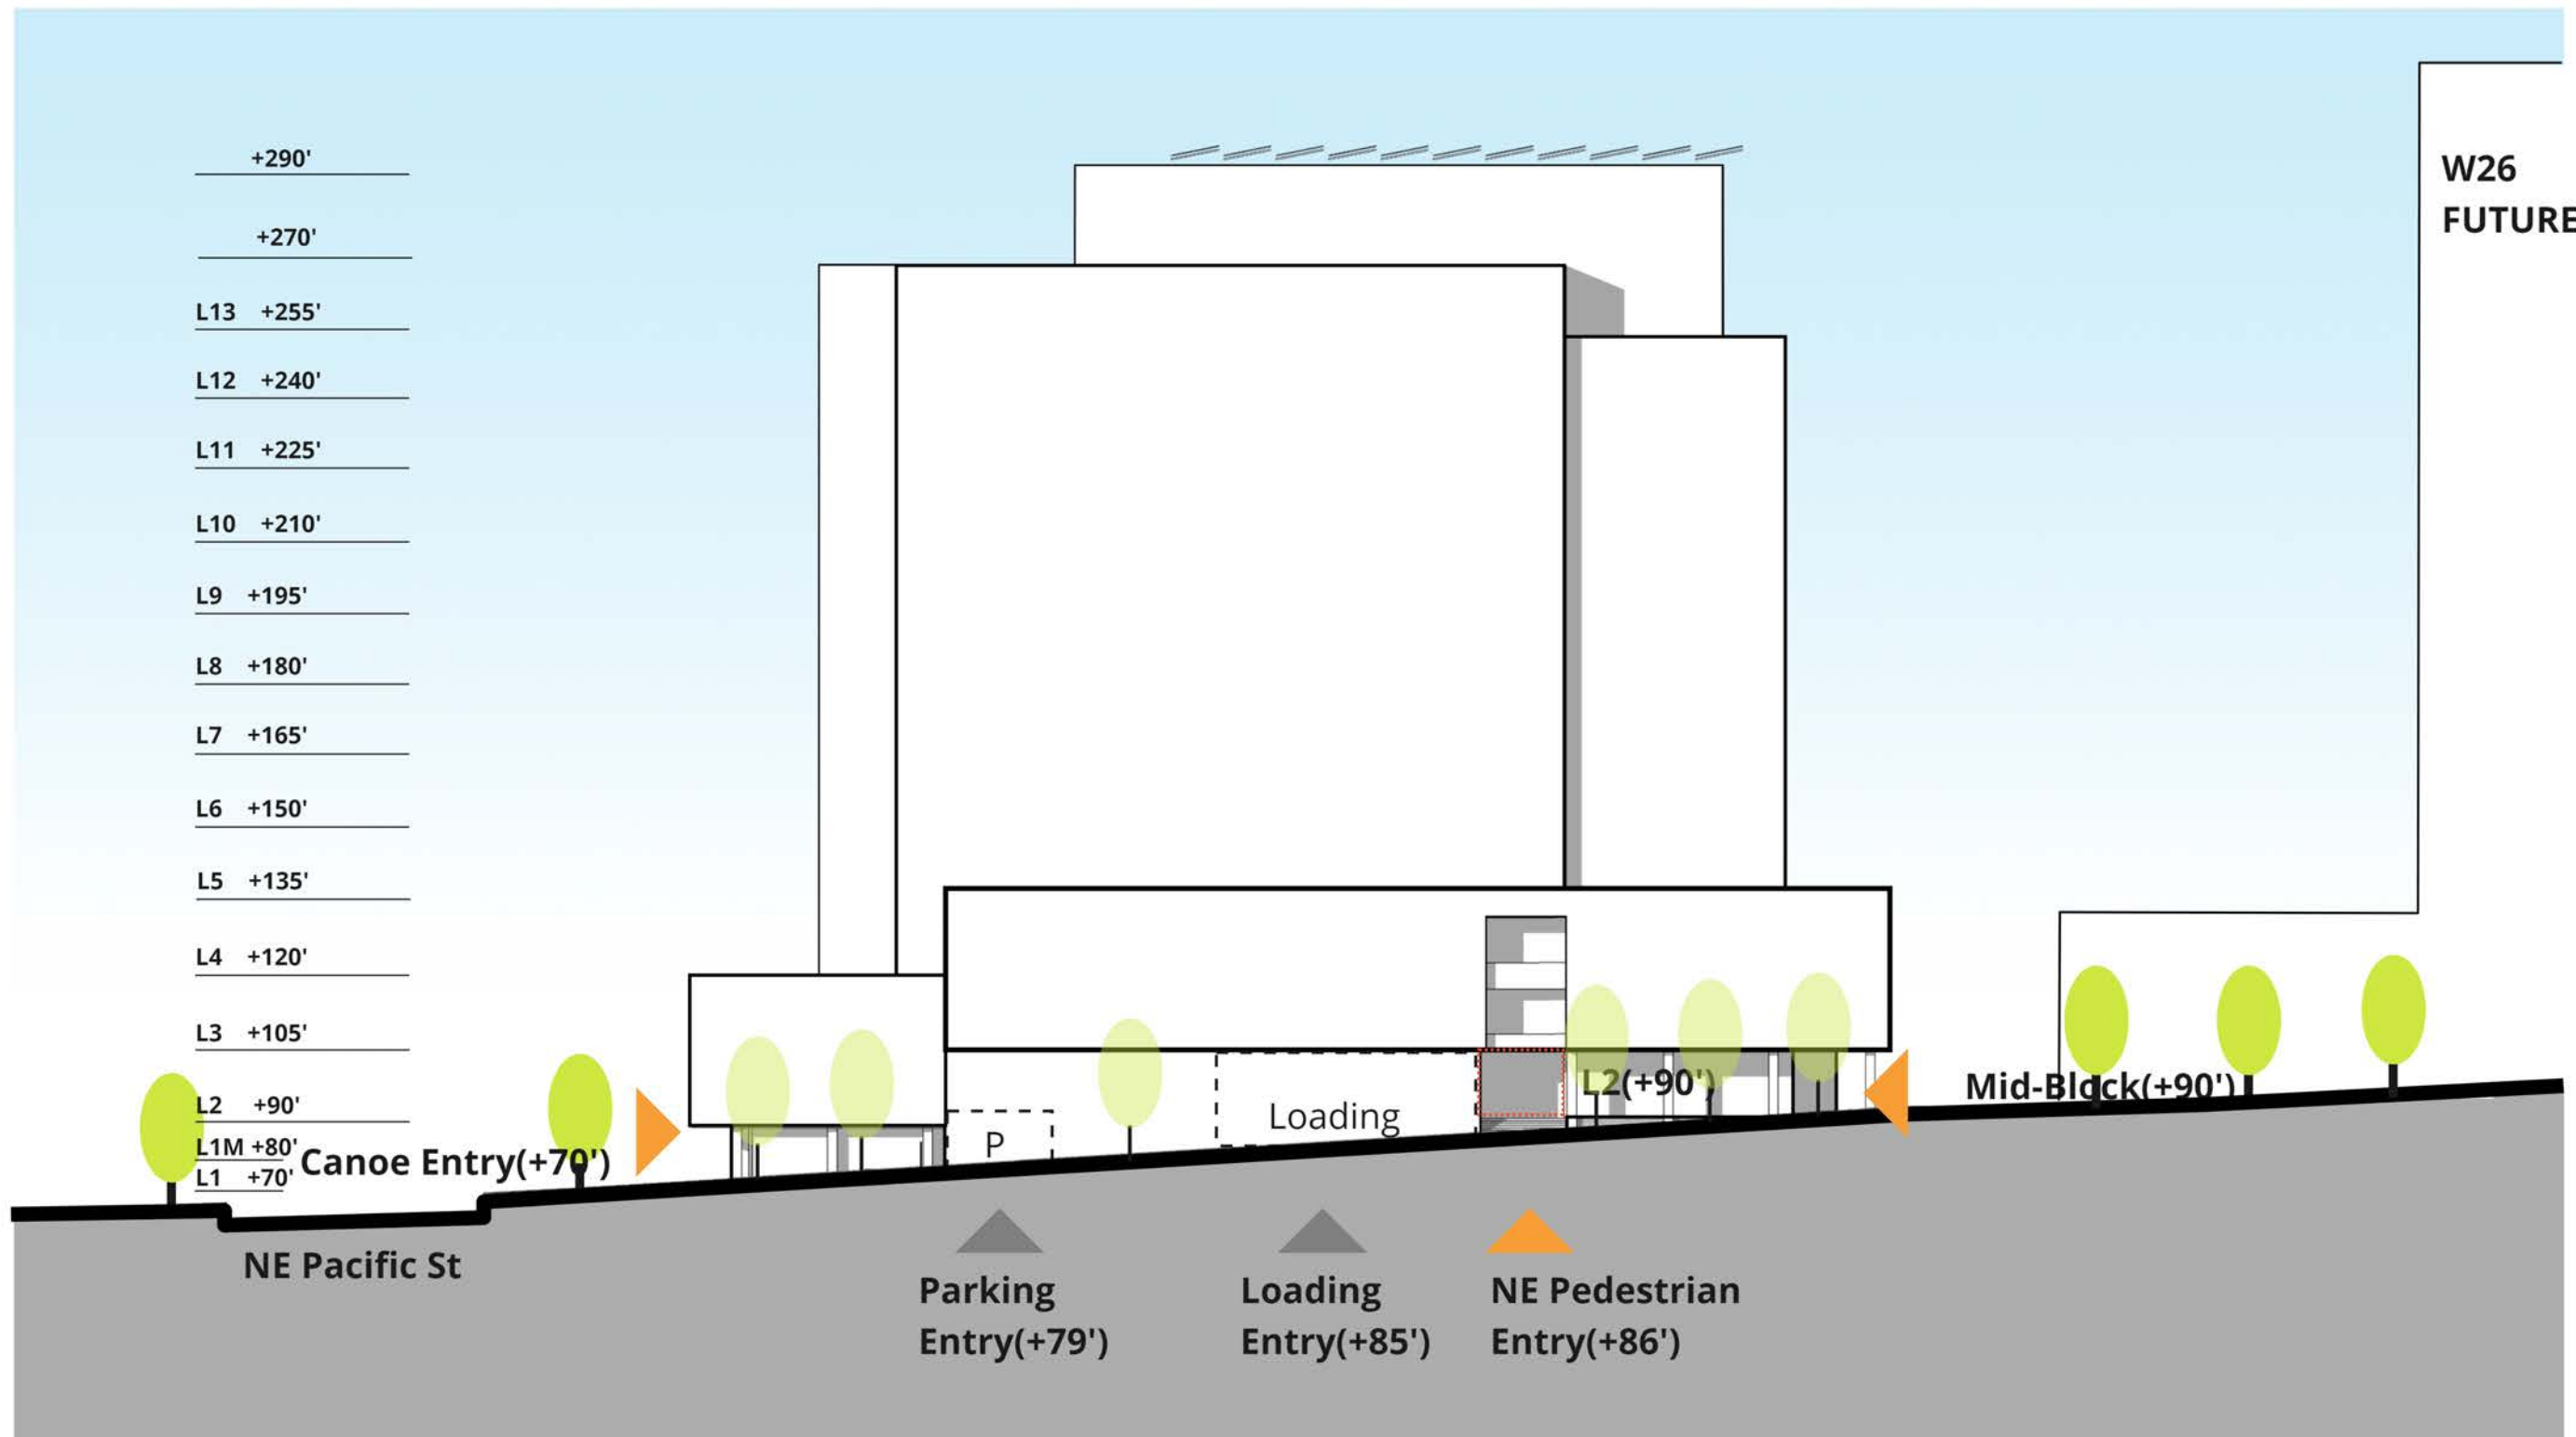 +290'
W26
FUTURE
+270'
L13 +255'
L12 +240'
L11 +225'
L10 +210'
L9 +195'
L8 +180'
L7 +165'
L6 +150'
L5 +135'
L4 +120'
L3 +105'
L2 +90'
L1M +80'
L1 +70'
Canoe Entry(+70')
P
Loading
L2(+90')
Mid-Block(+90')
NE Pacific St
Parking
Entry(+79')
Loading
Entry(+85')
NE Pedestrian
Entry(+86')